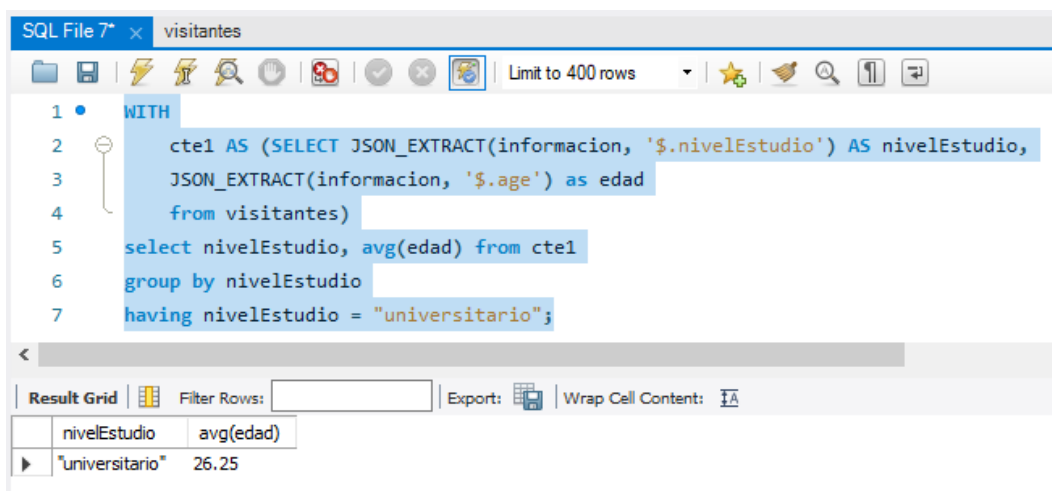 SQL File 7* × visitantes
Limit to 400 rows
1 WITH
2 cte1 AS (SELECT JSON_EXTRACT(informacion, '$.nivelEstudio') AS nivelEstudio,
3 JSON_EXTRACT(informacion, '$.age') as edad
4 from visitantes)
5 select nivelEstudio, avg(edad) from cte1
6 group by nivelEstudio
7 having nivelEstudio = "universitario";
Result Grid Filter Rows: Export: Wrap Cell Content: IA
nivelEstudio avg(edad)
"universitario" 26.25